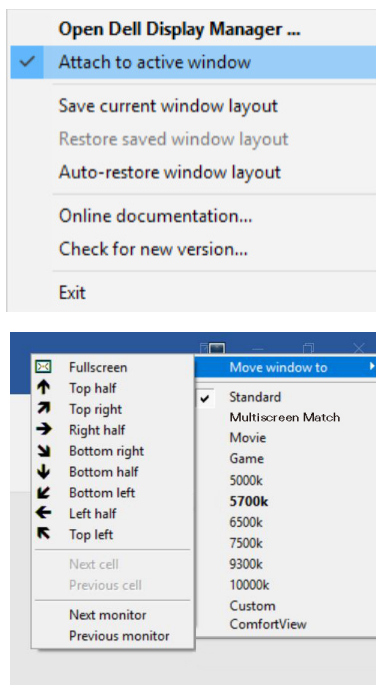 Open Dell Display Manager ...
Attach to active window
Save current window layout
Restore saved window layout
Auto-restore window layout
Online documentation...
Check for new version...
Exit
Fullscreen
Top half
Top right
Right half
Bottom right
Bottom half
Bottom left
Left half
Top left
Next cell
Previous cell
Next monitor
Previous monitor
Move window to
Standard
Multiscreen Match
Movie
Game
5000k
5700k
6500k
7500k
9300k
10000k
Custom
ComfortView